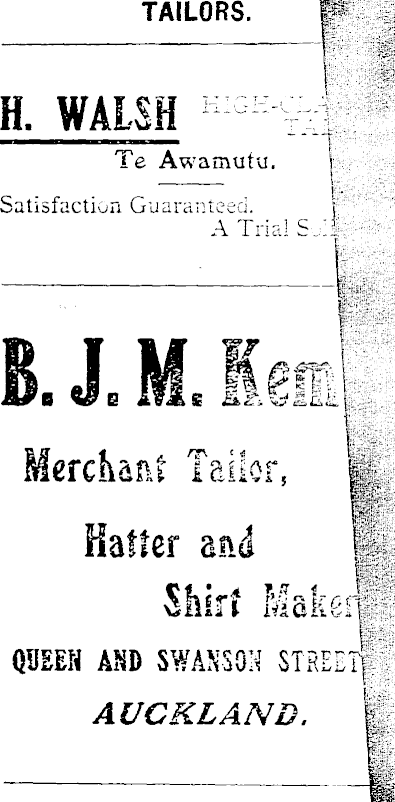 TAILORS.
H. WALSH
Te Awamutu.
Satisfaction Guaranteed.
A Trial
B. J. M. Kem
Merchant Tailor,
Hatter and
Shirt Maker
QUEEN AND SWANSON STREET
AUCKLAND.